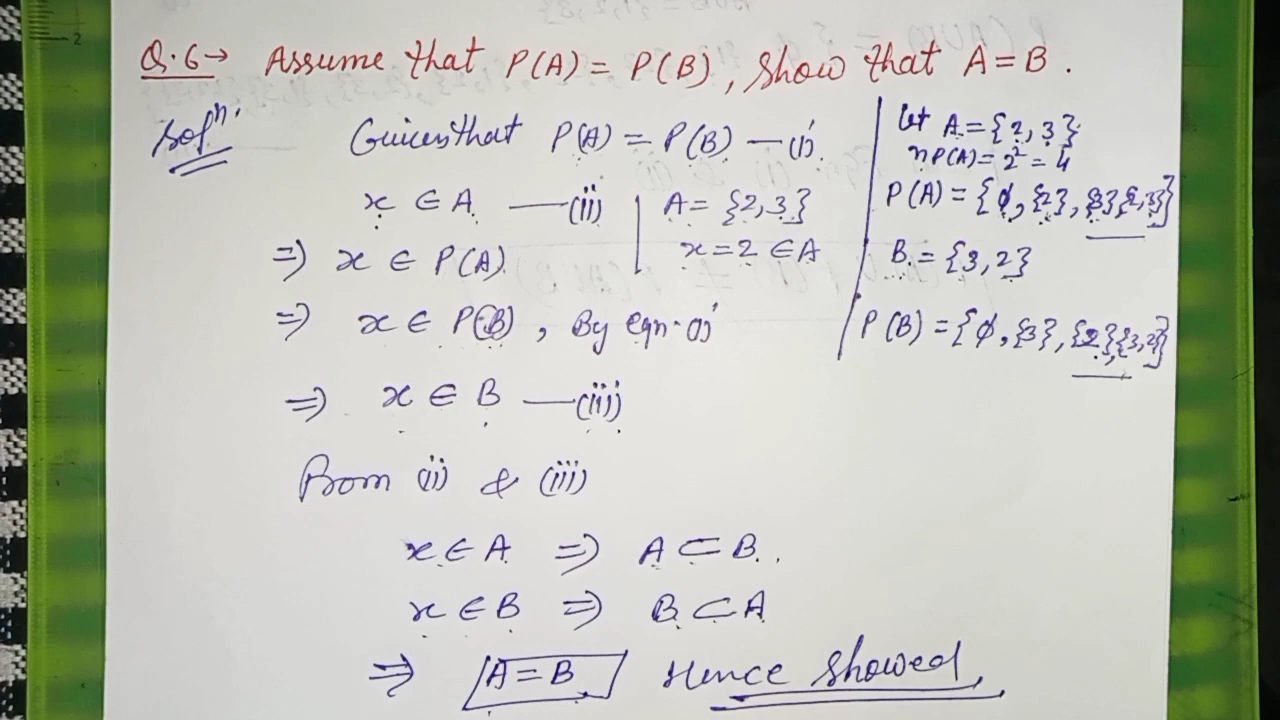 Q.6→ Assume that P(A) = P(B), show that A = B.
Solⁿ.
Given that P(A) = P(B) —(i)
x ∈ A —(ii)
A = {2,3}
x = 2 ∈ A
⇒ x ∈ P(A)
⇒ x ∈ P(B), By eqn.(i)
⇒ x ∈ B —(iii)
From (ii) & (iii)
x ∈ A ⇒ A ⊂ B.
x ∈ B ⇒ B ⊂ A
⇒ A = B Hence showed,
let A = {2,3}
nP(A) = 2² = 4
P(A) = {ϕ, {2}, {3}{2,3}}
B = {3,2}
P(B) = {ϕ, {3}, {2},{3,2}}